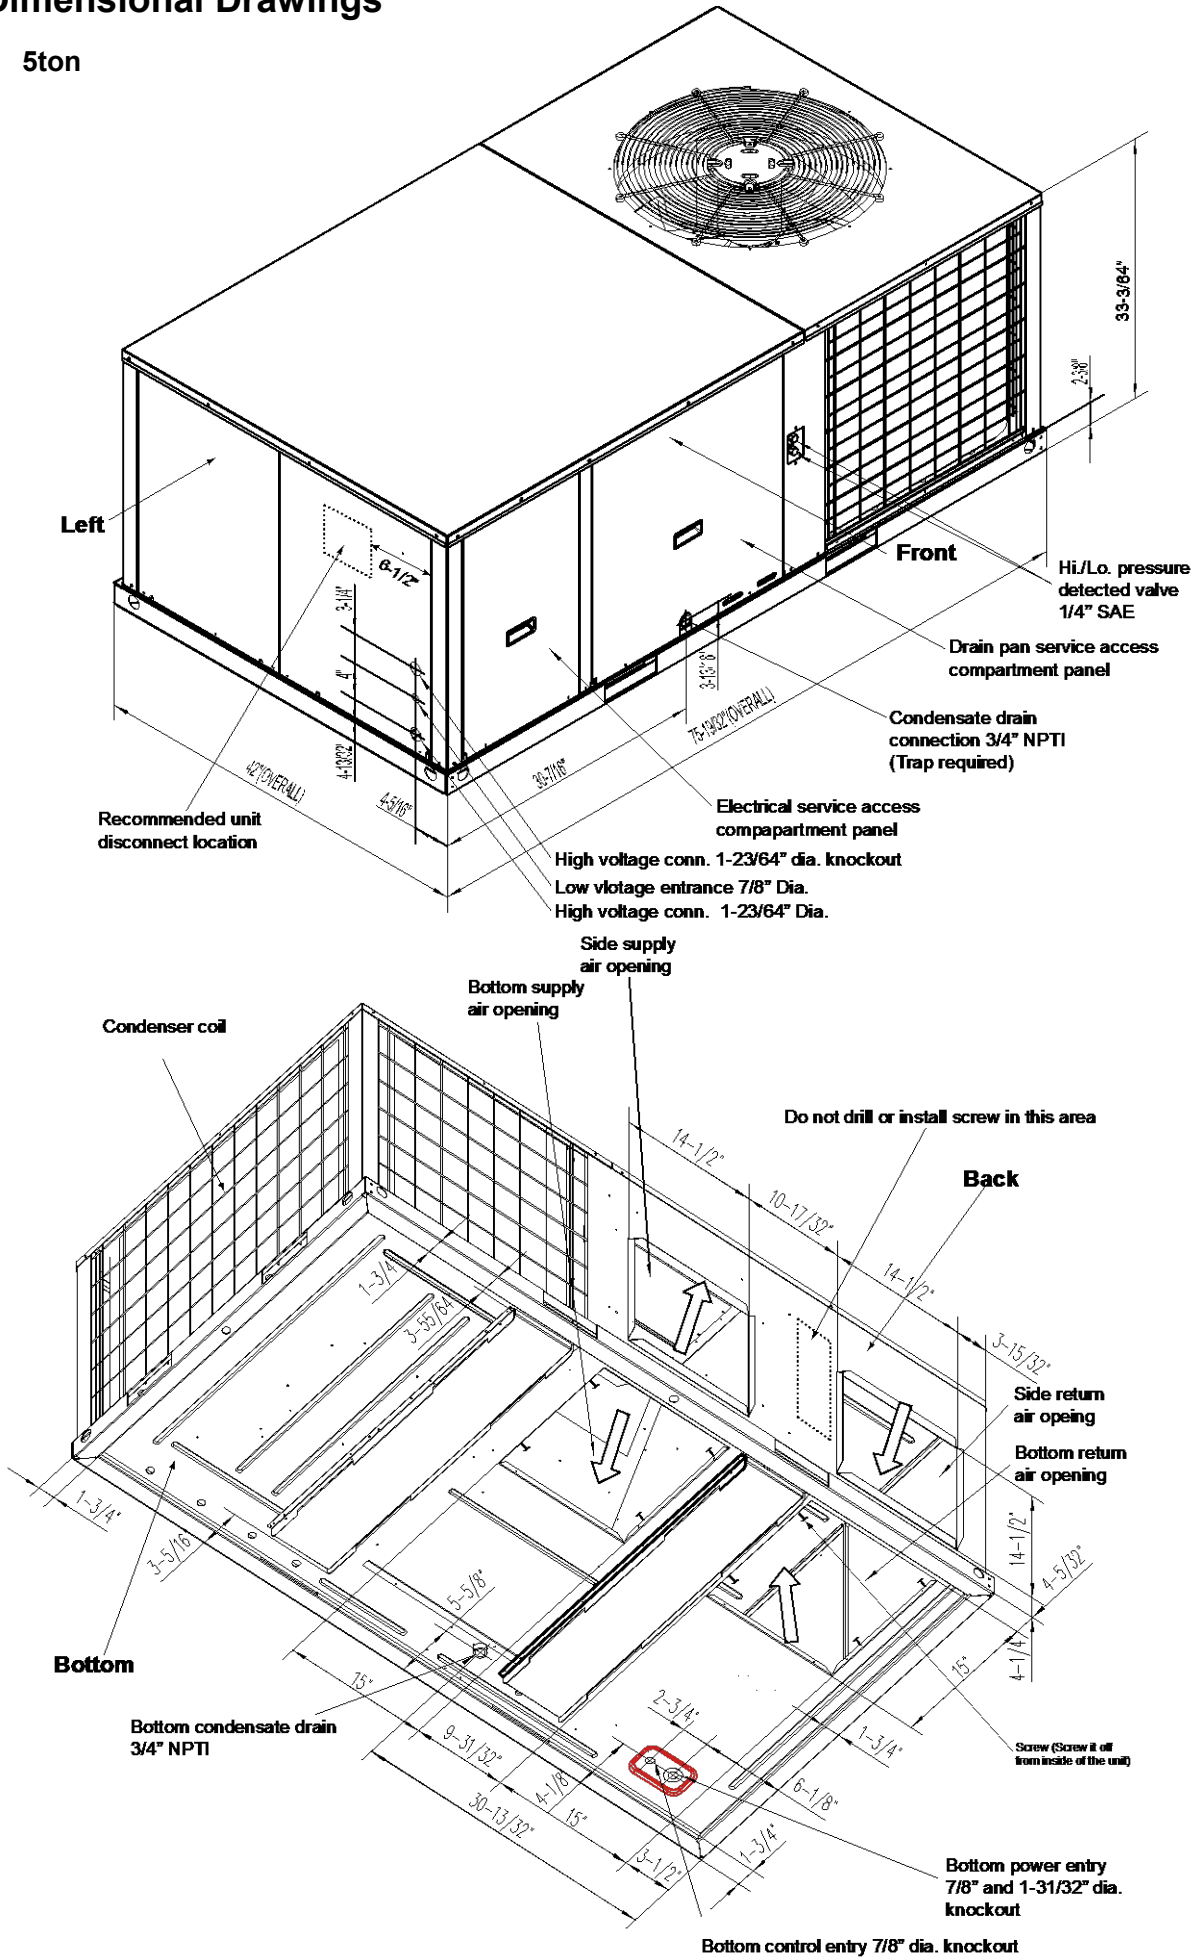 Dimensional Drawings
5ton
33-3/64"
2-3/8"
Left
6-1/2"
Front
Hi./Lo. pressure
detected valve
1/4” SAE
3-1/4"
4"
4-13/32"
Drain pan service access
compartment panel
75-13/32"(OVERALL)
Condensate drain
connection 3/4” NPTI
(Trap required)
42"(OVERALL)
30-7/16"
4-5/16"
Recommended unit
disconnect location
Electrical service access
compapartment panel
High voltage conn. 1-23/64” dia. knockout
Low vlotage entrance 7/8” Dia.
High voltage conn. 1-23/64” Dia.
Side supply
air opening
Bottom supply
air opening
Condenser coil
Do not drill or install screw in this area
14-1/2"
Back
10-17/32"
14-1/2"
1-3/4"
3-55/64"
3-15/32"
Side return
air opeing
Bottom return
air opening
1-3/4"
14-1/2"
3-5/16"
4-5/32"
5-5/8"
Bottom
15"
4-1/4"
15"
2-3/4"
Bottom condensate drain
3/4” NPTI
9-31/32"
1-3/4"
Screw (Screw it off
from inside of the unit)
4-1/8"
6-1/8"
30-13/32"
15"
3-1/2"
1-3/4"
Bottom power entry
7/8” and 1-31/32” dia.
knockout
Bottom control entry 7/8” dia. knockout